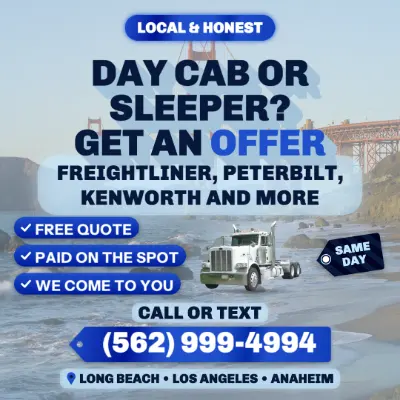 LOCAL & HONEST
DAY CAB OR
SLEEPER?
GET AN OFFER
FREIGHTLINER, PETERBILT,
KENWORTH AND MORE
✓ FREE QUOTE
✓ PAID ON THE SPOT
✓ WE COME TO YOU
SAME
DAY
CALL OR TEXT
(562) 999-4994
LONG BEACH • LOS ANGELES • ANAHEIM